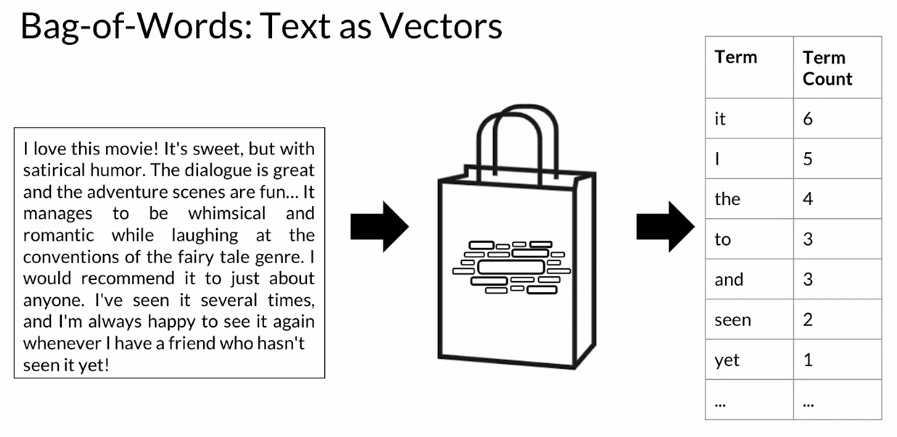 Bag-of-Words: Text as Vectors
I love this movie! It's sweet, but with
satirical humor. The dialogue is great
and the adventure scenes are fun... It
manages to be whimsical and
romantic while laughing at the
conventions of the fairy tale genre. I
would recommend it to just about
anyone. I've seen it several times,
and I'm always happy to see it again
whenever I have a friend who hasn't
seen it yet!
Term Term Count
it 6
I 5
the 4
to 3
and 3
seen 2
yet 1
... ...